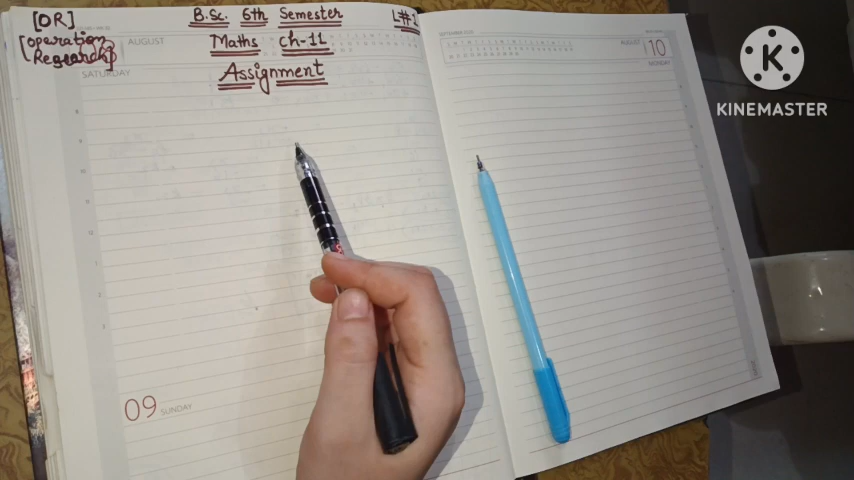 [OR]
[Operation
Research]
B.Sc. 6th Semester
L#1
Maths Ch-11
Assignment
AUGUST
SATURDAY
09 SUNDAY
AUGUST 10
MONDAY
K
KINEMASTER